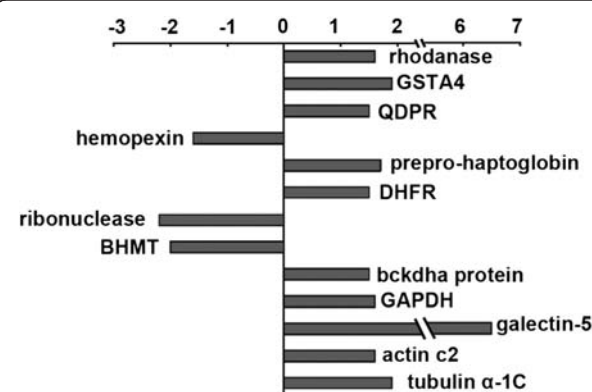 -3 -2 -1 0 1 2 6 7
rhodanase
GSTA4
QDPR
hemopexin
prepro-haptoglobin
DHFR
ribonuclease
BHMT
bckdha protein
GAPDH
galectin-5
actin c2
tubulin α-1C